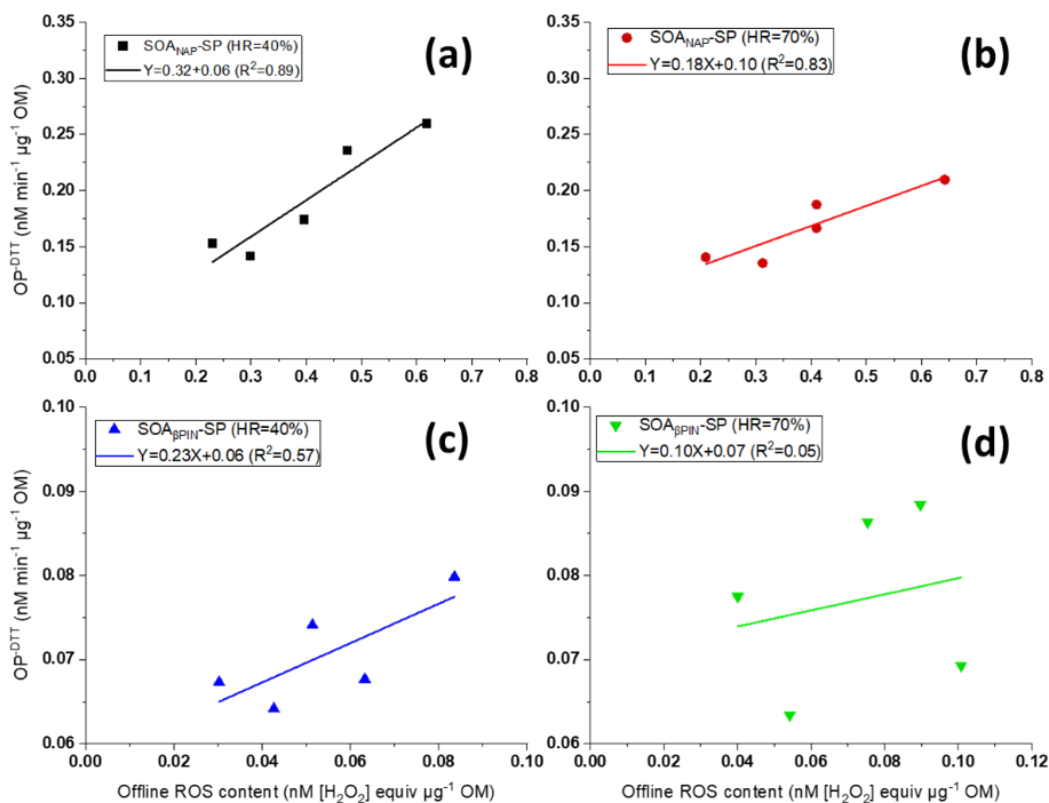 0.35
0.30
0.25
0.20
0.15
0.10
0.05
SOA_NAP-SP (HR=40%)
Y=0.32+0.06 (R²=0.89)
(a)
0.0 0.1 0.2 0.3 0.4 0.5 0.6 0.7 0.8
OP⁻ᴰᵀᵀ (nM min⁻¹ µg⁻¹ OM)
0.35
0.30
0.25
0.20
0.15
0.10
0.05
SOA_NAP-SP (HR=70%)
Y=0.18X+0.10 (R²=0.83)
(b)
0.0 0.1 0.2 0.3 0.4 0.5 0.6 0.7 0.8
0.10
0.09
0.08
0.07
0.06
SOA_βPIN-SP (HR=40%)
Y=0.23X+0.06 (R²=0.57)
(c)
0.00 0.02 0.04 0.06 0.08 0.10
OP⁻ᴰᵀᵀ (nM min⁻¹ µg⁻¹ OM)
Offline ROS content (nM [H₂O₂] equiv µg⁻¹ OM)
0.10
0.09
0.08
0.07
0.06
SOA_βPIN-SP (HR=70%)
Y=0.10X+0.07 (R²=0.05)
(d)
0.02 0.04 0.06 0.08 0.10 0.12
Offline ROS content (nM [H₂O₂] equiv µg⁻¹ OM)